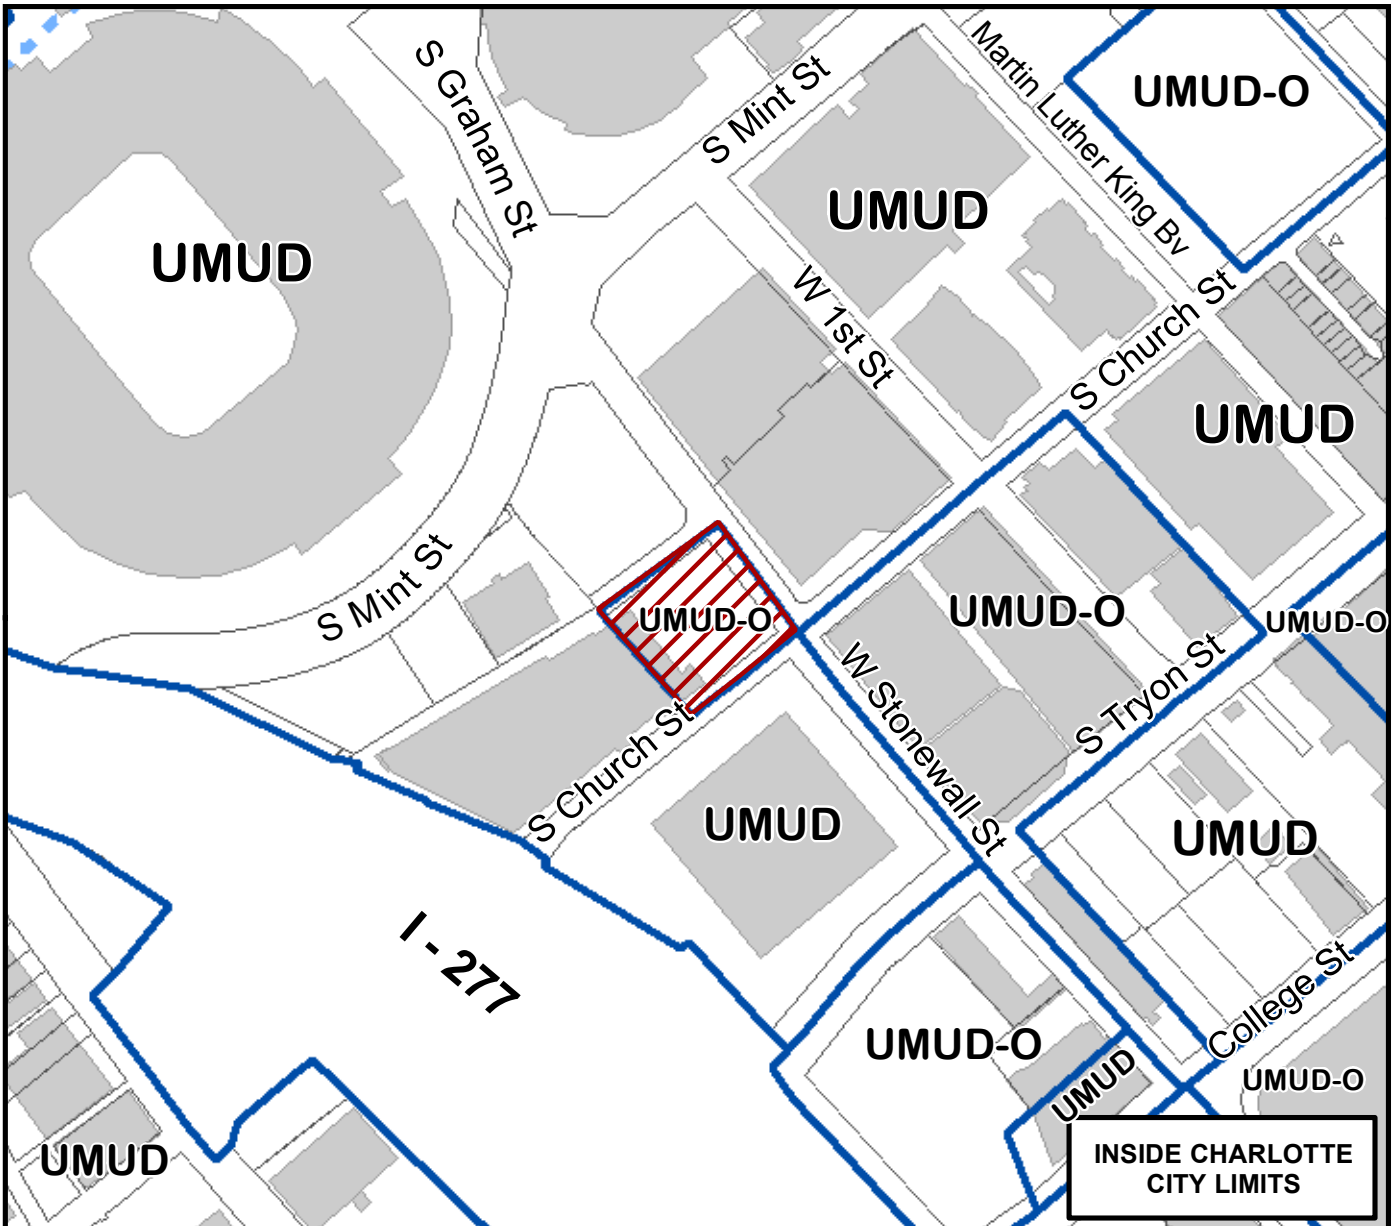 S Graham St
S Mint St
Martin Luther King Bv
UMUD-O
UMUD
UMUD
W 1st St
S Church St
UMUD
S Mint St
UMUD-O
UMUD-O
UMUD-O
W Stonewall St
S Tryon St
S Church St
UMUD
UMUD
I - 277
College St
UMUD-O
UMUD
UMUD-O
UMUD
INSIDE CHARLOTTE
CITY LIMITS